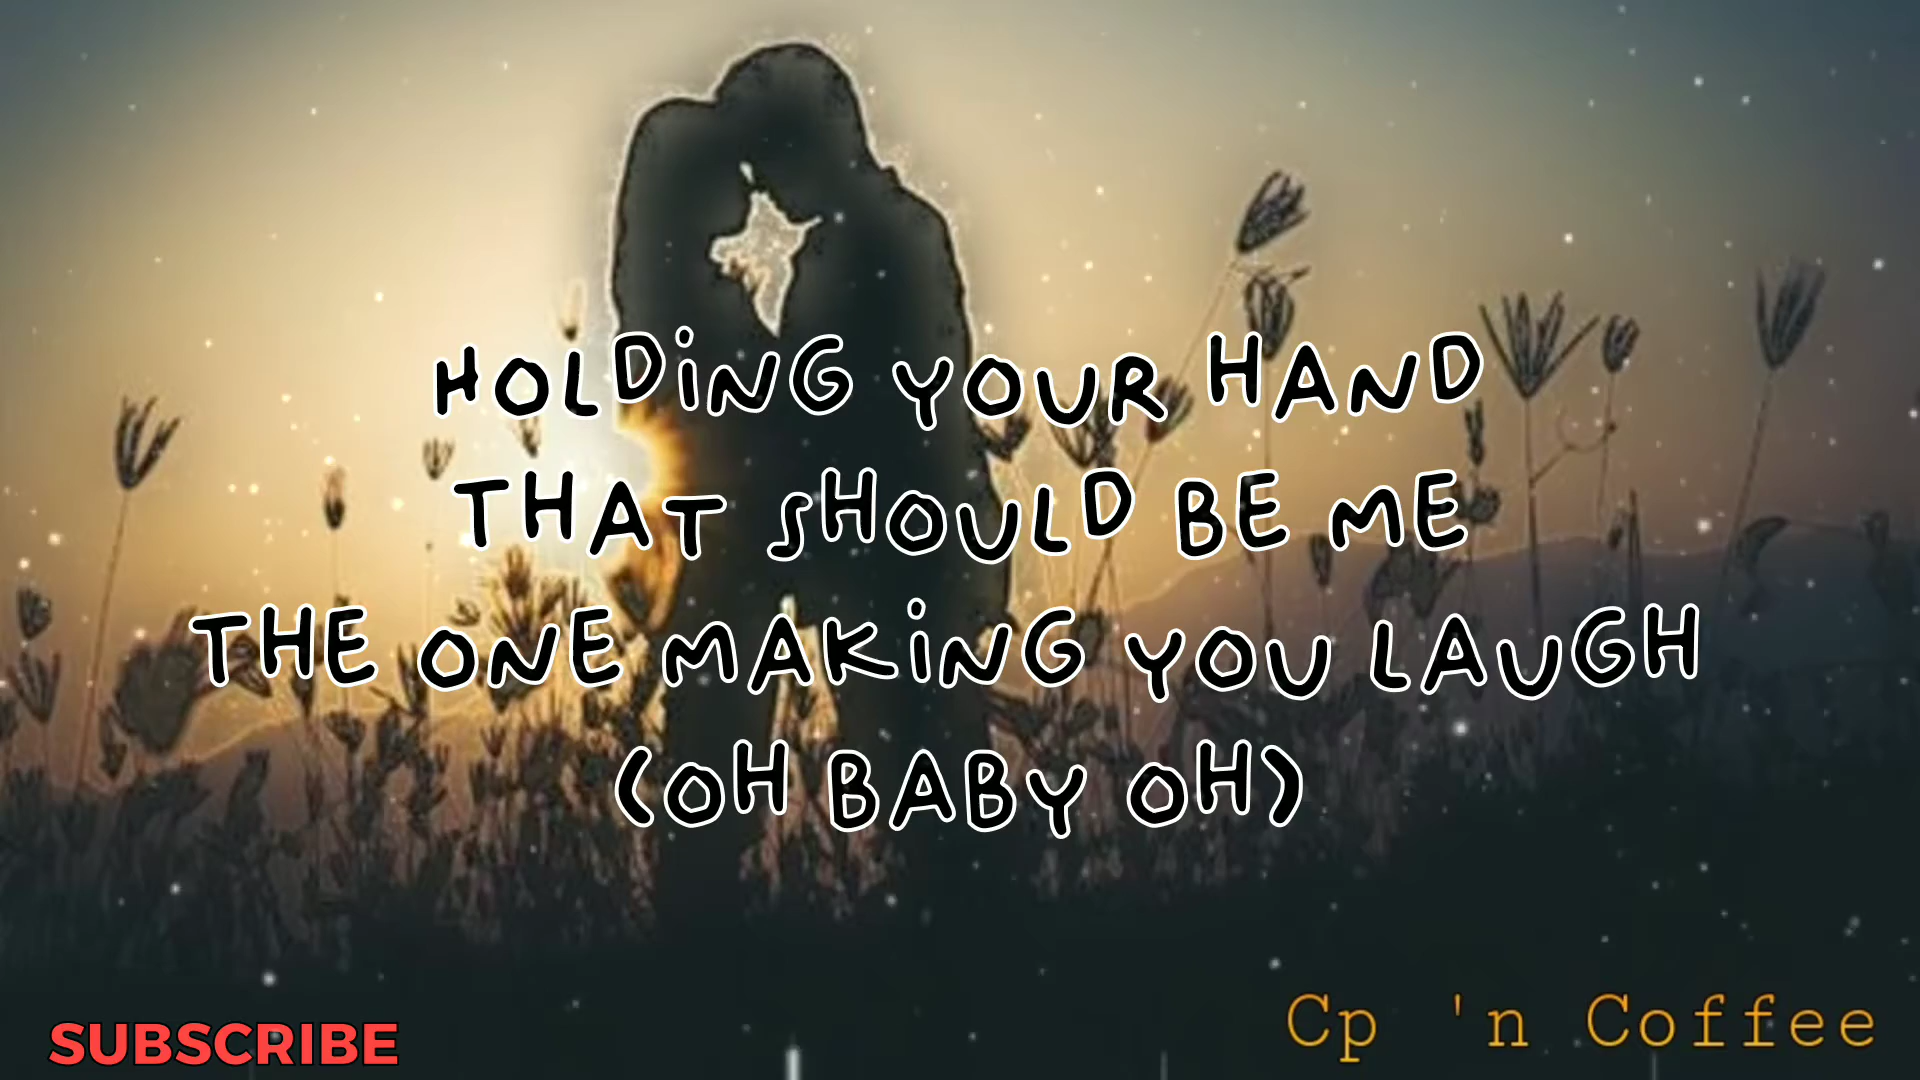 HOLDING YOUR HAND
THAT SHOULD BE ME
THE ONE MAKING YOU LAUGH
(OH BABY OH)
SUBSCRIBE
Cp 'n Coffee